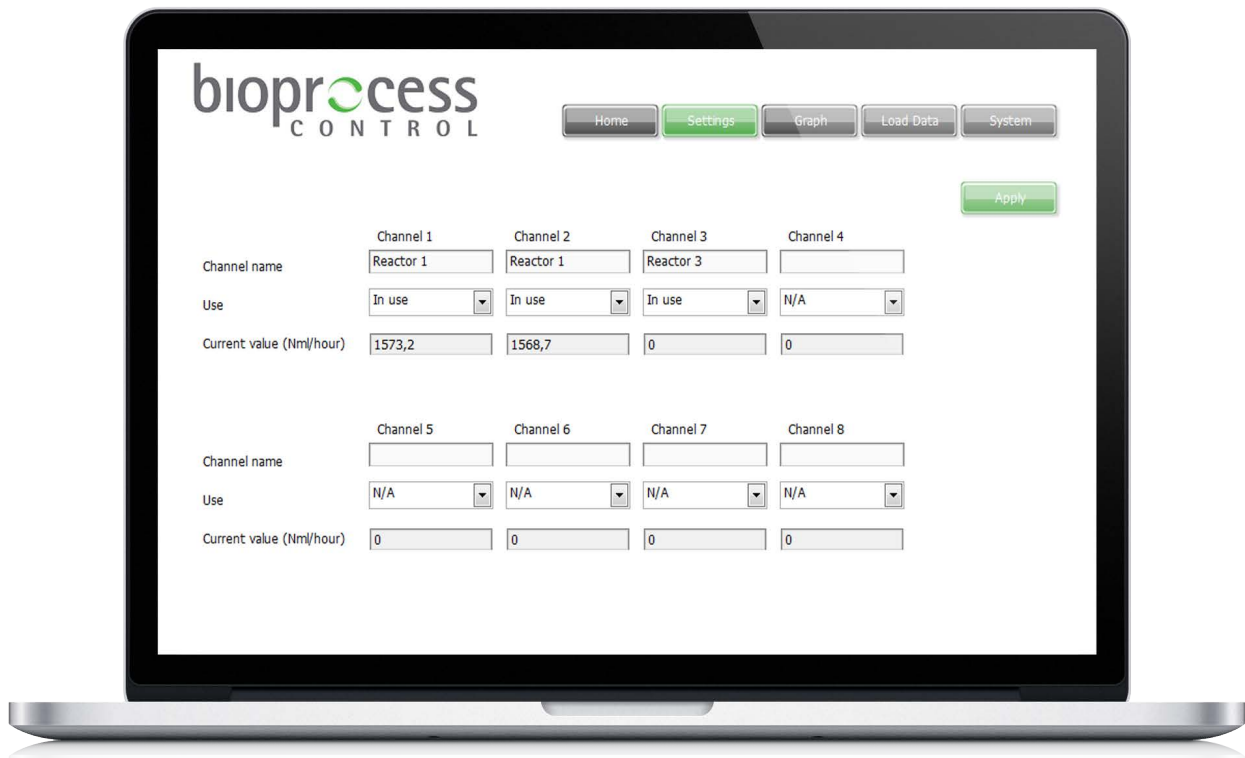 bioprocess
CONTROL
Home Settings Graph Load Data System
Apply
Channel 1 Channel 2 Channel 3 Channel 4
Channel name Reactor 1 Reactor 1 Reactor 3
Use In use In use In use N/A
Current value (Nml/hour) 1573,2 1568,7 0 0
Channel 5 Channel 6 Channel 7 Channel 8
Channel name
Use N/A N/A N/A N/A
Current value (Nml/hour) 0 0 0 0